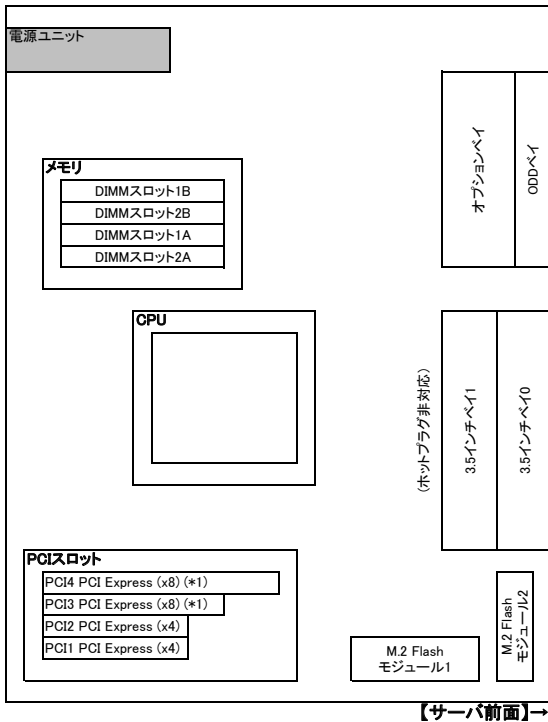 電源ユニット
オプションベイ
ODDベイ
メモリ
DIMMスロット1B
DIMMスロット2B
DIMMスロット1A
DIMMスロット2A
CPU
(ホットプラグ非対応)
3.5インチベイ1
3.5インチベイ0
PCIスロット
PCI4 PCI Express (x8) (*1)
PCI3 PCI Express (x8) (*1)
PCI2 PCI Express (x4)
PCI1 PCI Express (x4)
M.2 Flash
モジュール1
M.2 Flash
モジュール2
【サーバ前面】→